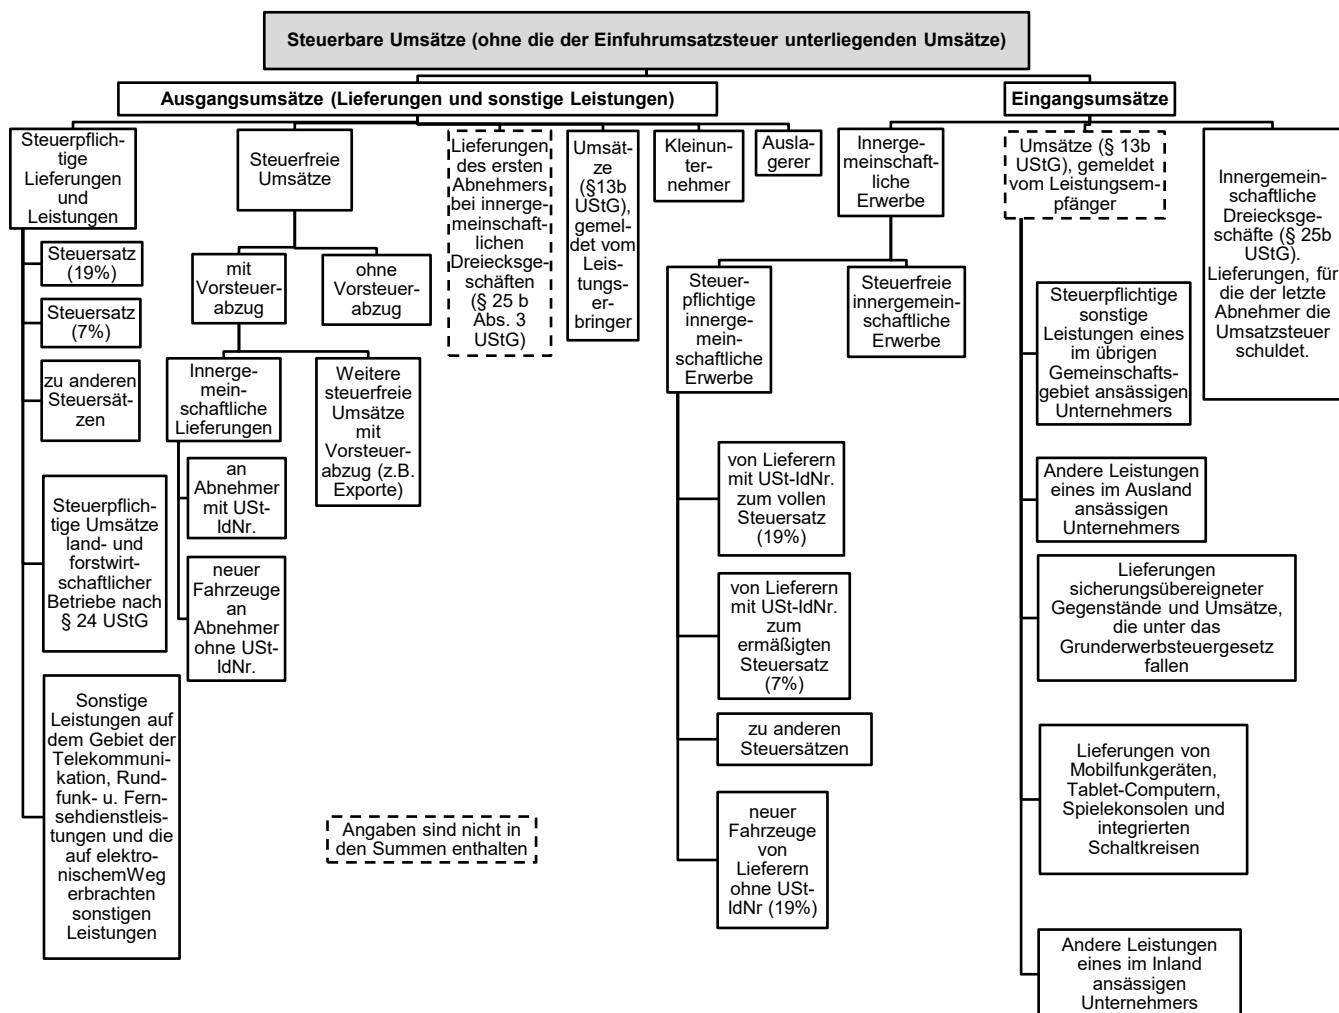 Steuerbare Umsätze (ohne die der Einfuhrumsatzsteuer unterliegenden Umsätze)
Ausgangsumsätze (Lieferungen und sonstige Leistungen)
Eingangsumsätze
Steuerpflich-
tige
Lieferungen
und
Leistungen
Steuerfreie
Umsätze
Lieferungen
des ersten
Abnehmers
bei innerge-
meinschaft-
lichen
Dreiecksge-
schäften
(§ 25 b
Abs. 3
UStG)
Umsät-
ze
(§13b
UStG),
gemel-
det vom
Leis-
tungs-
er-
bringer
Kleinun-
ter-
nehmer
Ausla-
gerer
Innerge-
meinschaft-
liche
Erwerbe
Umsätze (§ 13b
UStG), gemeldet
vom Leistungsem-
pfänger
Innergemein-
schaftliche
Dreiecksge-
schäfte (§ 25b
UStG).
Lieferungen, für
die der letzte
Abnehmer die
Umsatzsteuer
schuldet.
Steuersatz
(19%)
Steuersatz
(7%)
zu anderen
Steuersät-
zen
Steuerpflich-
tige Umsätze
land- und
forstwirt-
schaftlicher
Betriebe nach
§ 24 UStG
Sonstige
Leistungen auf
dem Gebiet der
Telekommuni-
kation, Rund-
funk- u. Fern-
sehdienstleis-
tungen und die
auf elektro-
nischemWeg
erbrachten
sonstigen
Leistungen
mit
Vorsteuer-
abzug
ohne
Vorsteuer-
abzug
Innerge-
mein-
schaftliche
Lieferungen
Weitere
steuerfreie
Umsätze
mit
Vorsteuer-
abzug (z.B.
Exporte)
an
Abnehmer
mit USt-
IdNr.
neuer
Fahrzeuge
an
Abnehmer
ohne USt-
IdNr.
Angaben sind nicht in
den Summen enthalten
Steuer-
pflichtige
innerge-
mein-
schaftliche
Erwerbe
Steuerfreie
innergemein-
schaftliche
Erwerbe
von Lieferern
mit USt-IdNr.
zum vollen
Steuersatz
(19%)
von Lieferern
mit USt-IdNr.
zum
ermäßigten
Steuersatz
(7%)
zu anderen
Steuersätzen
neuer
Fahrzeuge
von
Lieferern
ohne USt-
IdNr (19%)
Steuerpflichtige
sonstige
Leistungen eines
im übrigen
Gemeinschafts-
gebiet ansässigen
Unternehmers
Andere Leistungen
eines im Ausland
ansässigen
Unternehmers
Lieferungen
sicherungsübereigneter
Gegenstände und Umsätze,
die unter das
Grunderwerbsteuergesetz
fallen
Lieferungen von
Mobilfunkgeräten,
Tablet-Computern,
Spielekonsolen und
integrierten
Schaltkreisen
Andere Leistungen
eines im Inland
ansässigen
Unternehmers